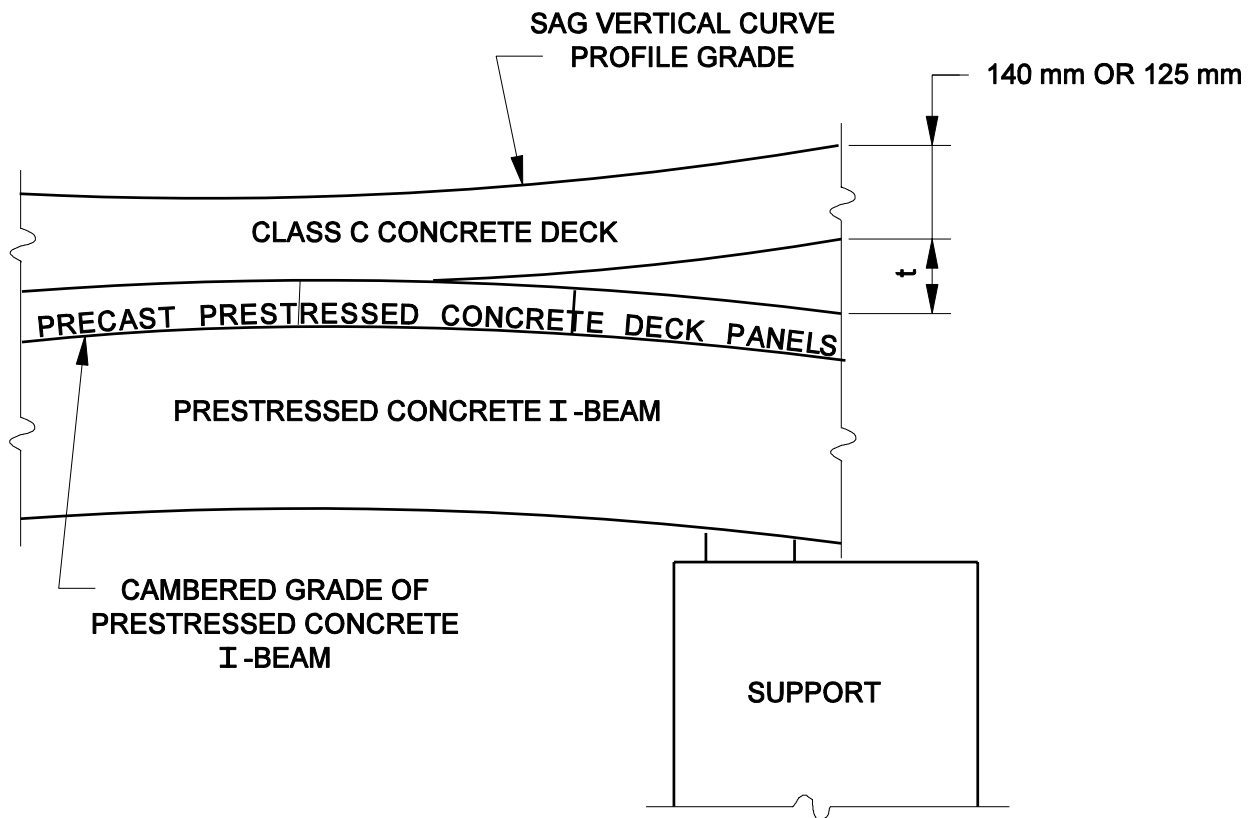 SAG VERTICAL CURVE
PROFILE GRADE
140 mm OR 125 mm
CLASS C CONCRETE DECK
t
PRECAST PRESTRESSED CONCRETE DECK PANELS
PRESTRESSED CONCRETE I-BEAM
CAMBERED GRADE OF
PRESTRESSED CONCRETE
I-BEAM
SUPPORT